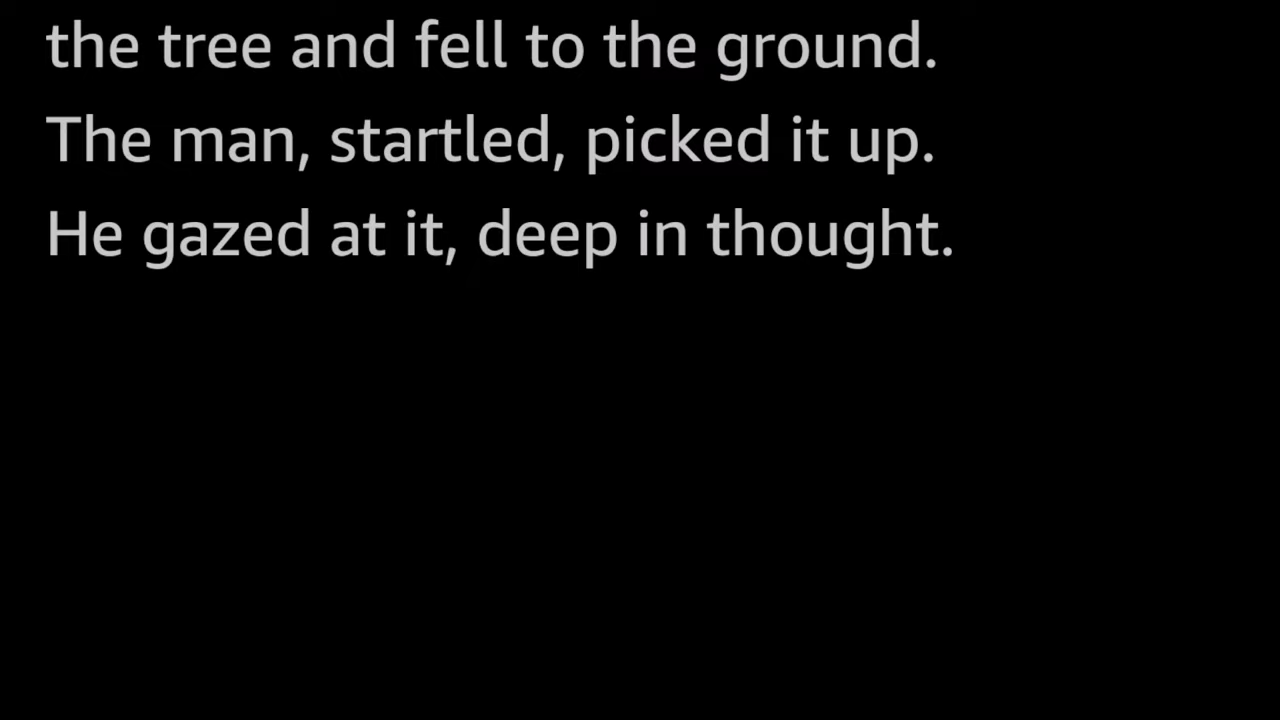 the tree and fell to the ground.
The man, startled, picked it up.
He gazed at it, deep in thought.